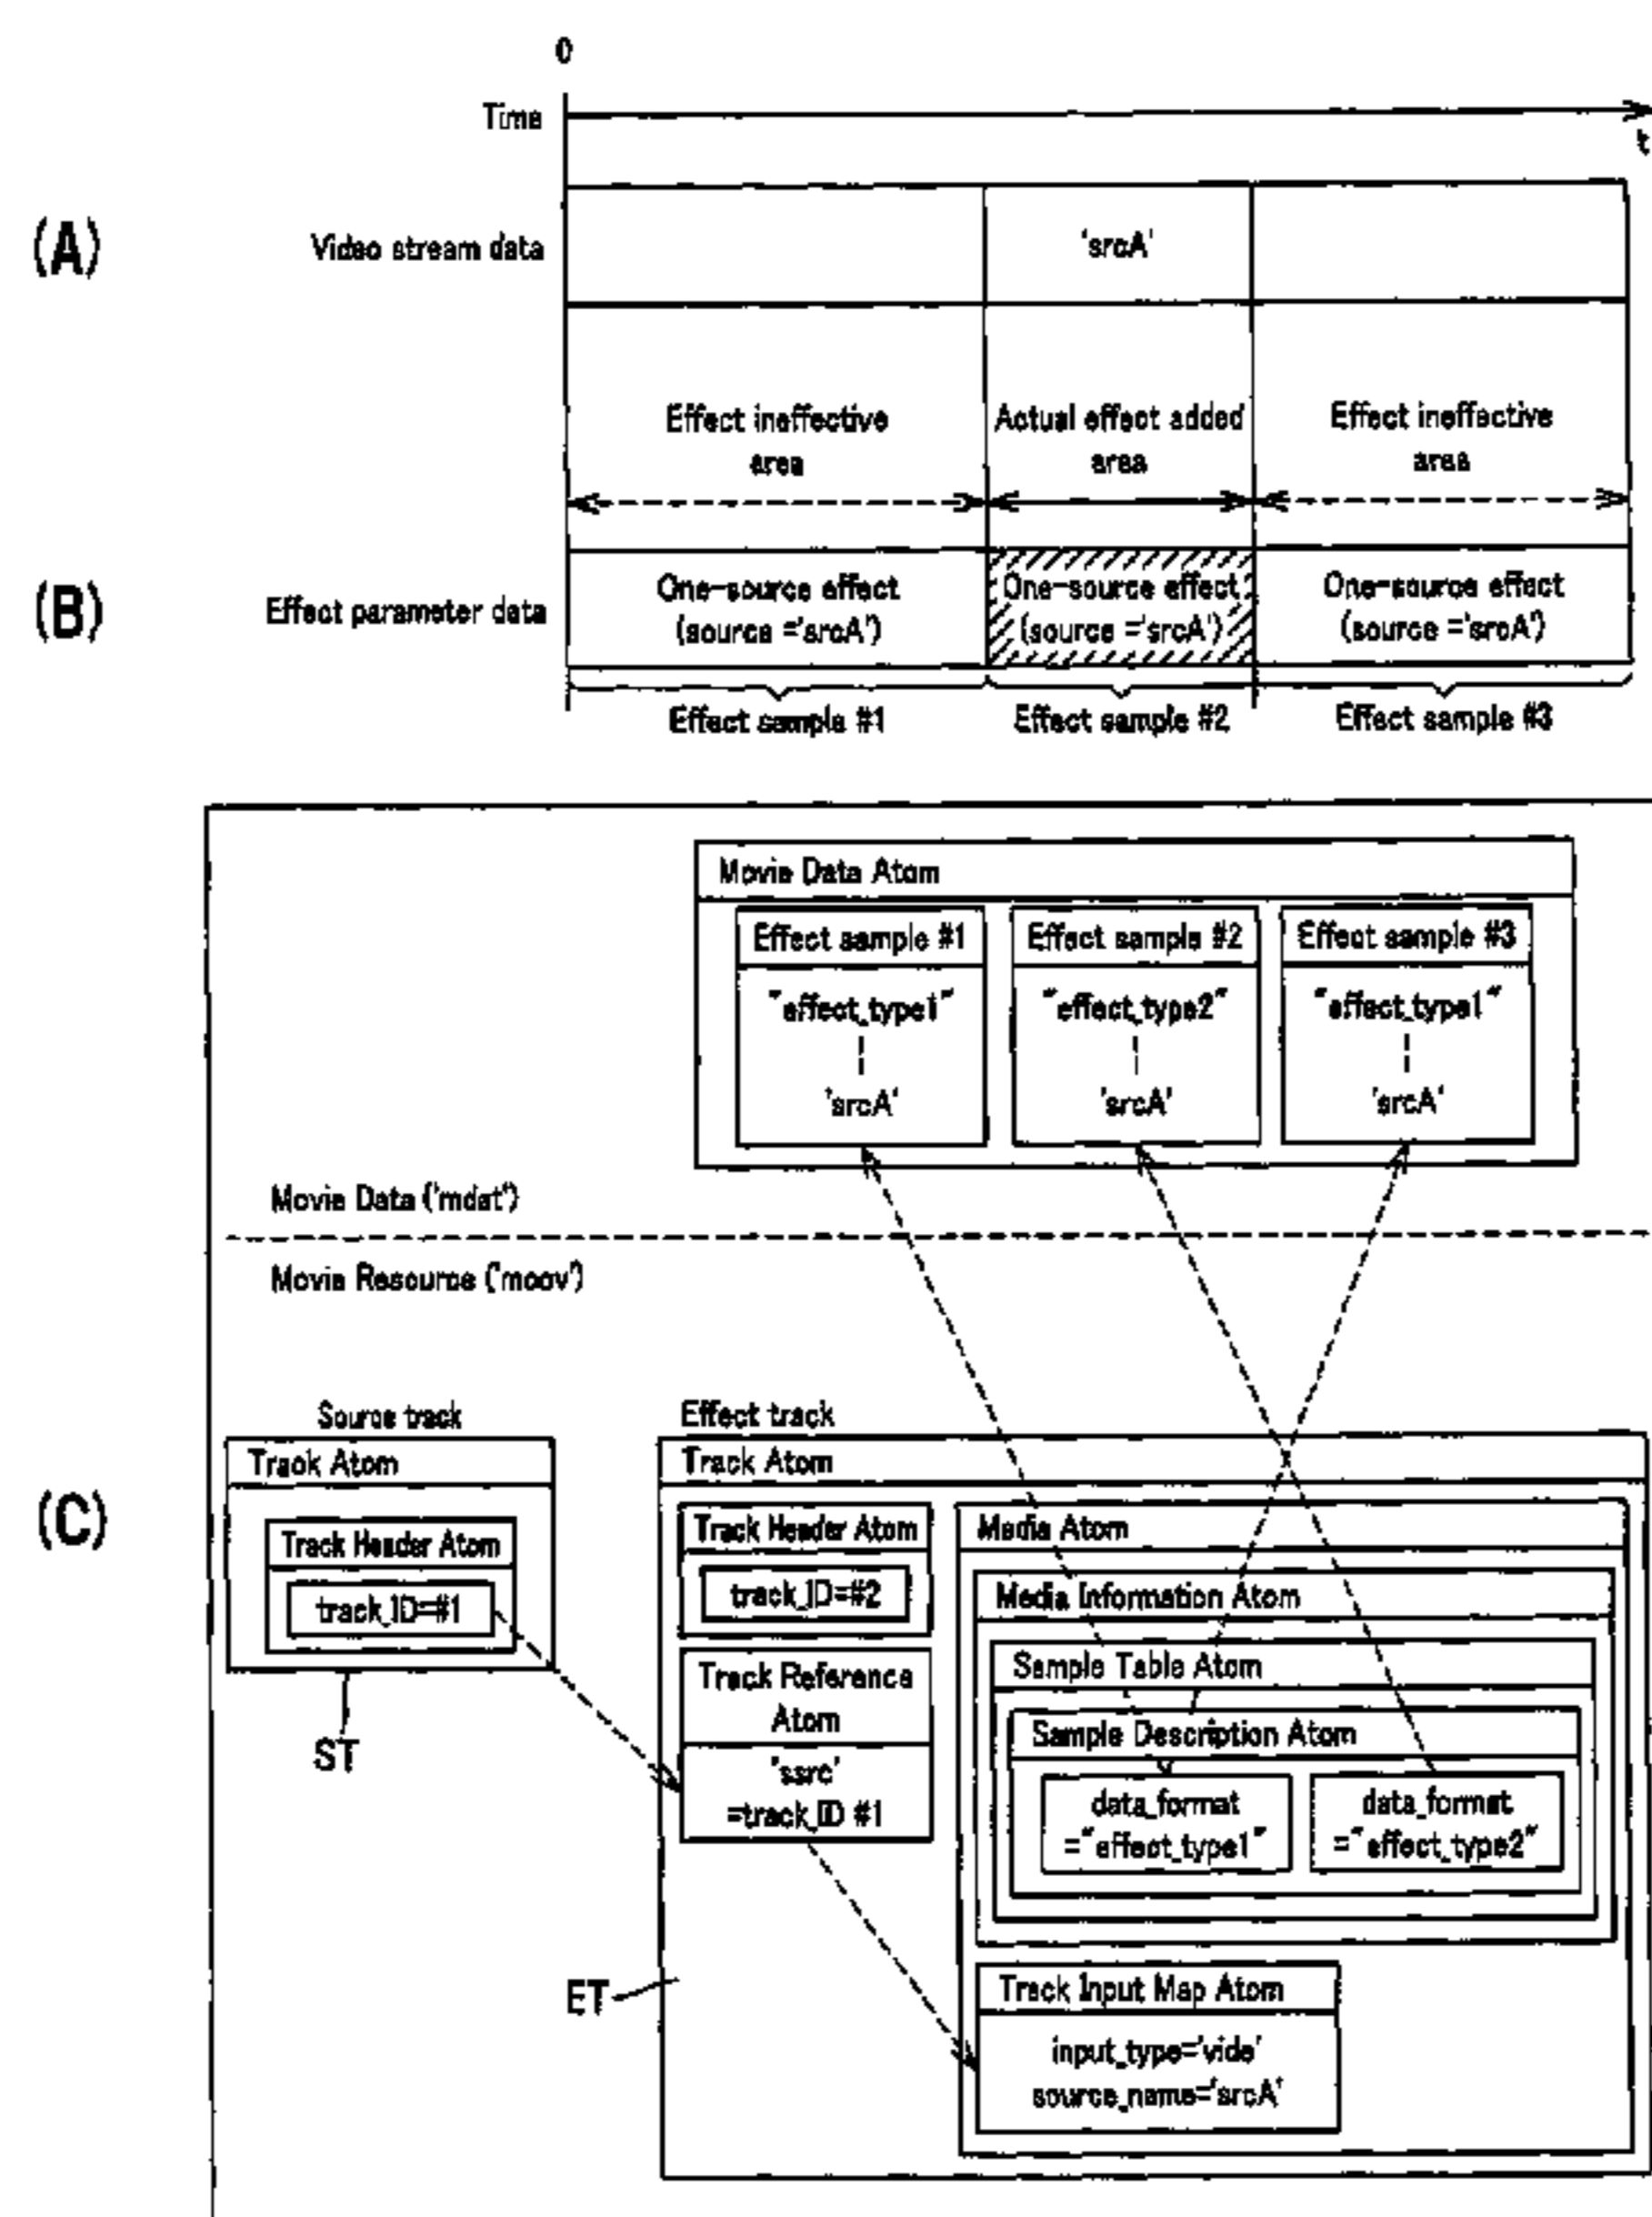 0
Time
t
(A)
Video stream data
'srcA'
Effect ineffective
area
Actual effect added
area
Effect ineffective
area
(B)
Effect parameter data
One-source effect
(source ='srcA')
One-source effect
(source ='srcA')
One-source effect
(source ='srcA')
Effect sample #1
Effect sample #2
Effect sample #3
Movie Data Atom
Effect sample #1
"effect_type1"
'srcA'
Effect sample #2
"effect_type2"
'srcA'
Effect sample #3
"effect_type1"
'srcA'
Movie Data ('mdat')
Movie Resource ('moov')
(C)
Source track
Track Atom
Track Header Atom
track_ID=#1
ST
Effect track
Track Atom
Track Header Atom
track_ID=#2
Track Reference
Atom
'ssrc'
=track_ID #1
ET
Media Atom
Media Information Atom
Sample Table Atom
Sample Description Atom
data_format
="effect_type1"
data_format
="effect_type2"
Track Input Map Atom
input_type='vide'
source_name='srcA'